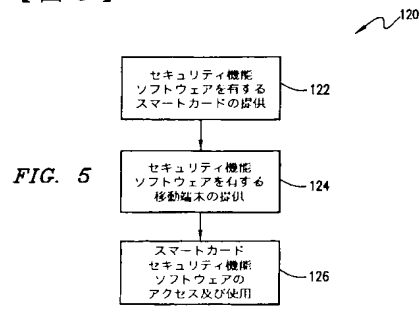 120
セキュリティ機能
ソフトウェアを有する
スマートカードの提供
122
FIG. 5
セキュリティ機能
ソフトウェアを有する
移動端末の提供
124
スマートカード
セキュリティ機能
ソフトウェアの
アクセス及び使用
126